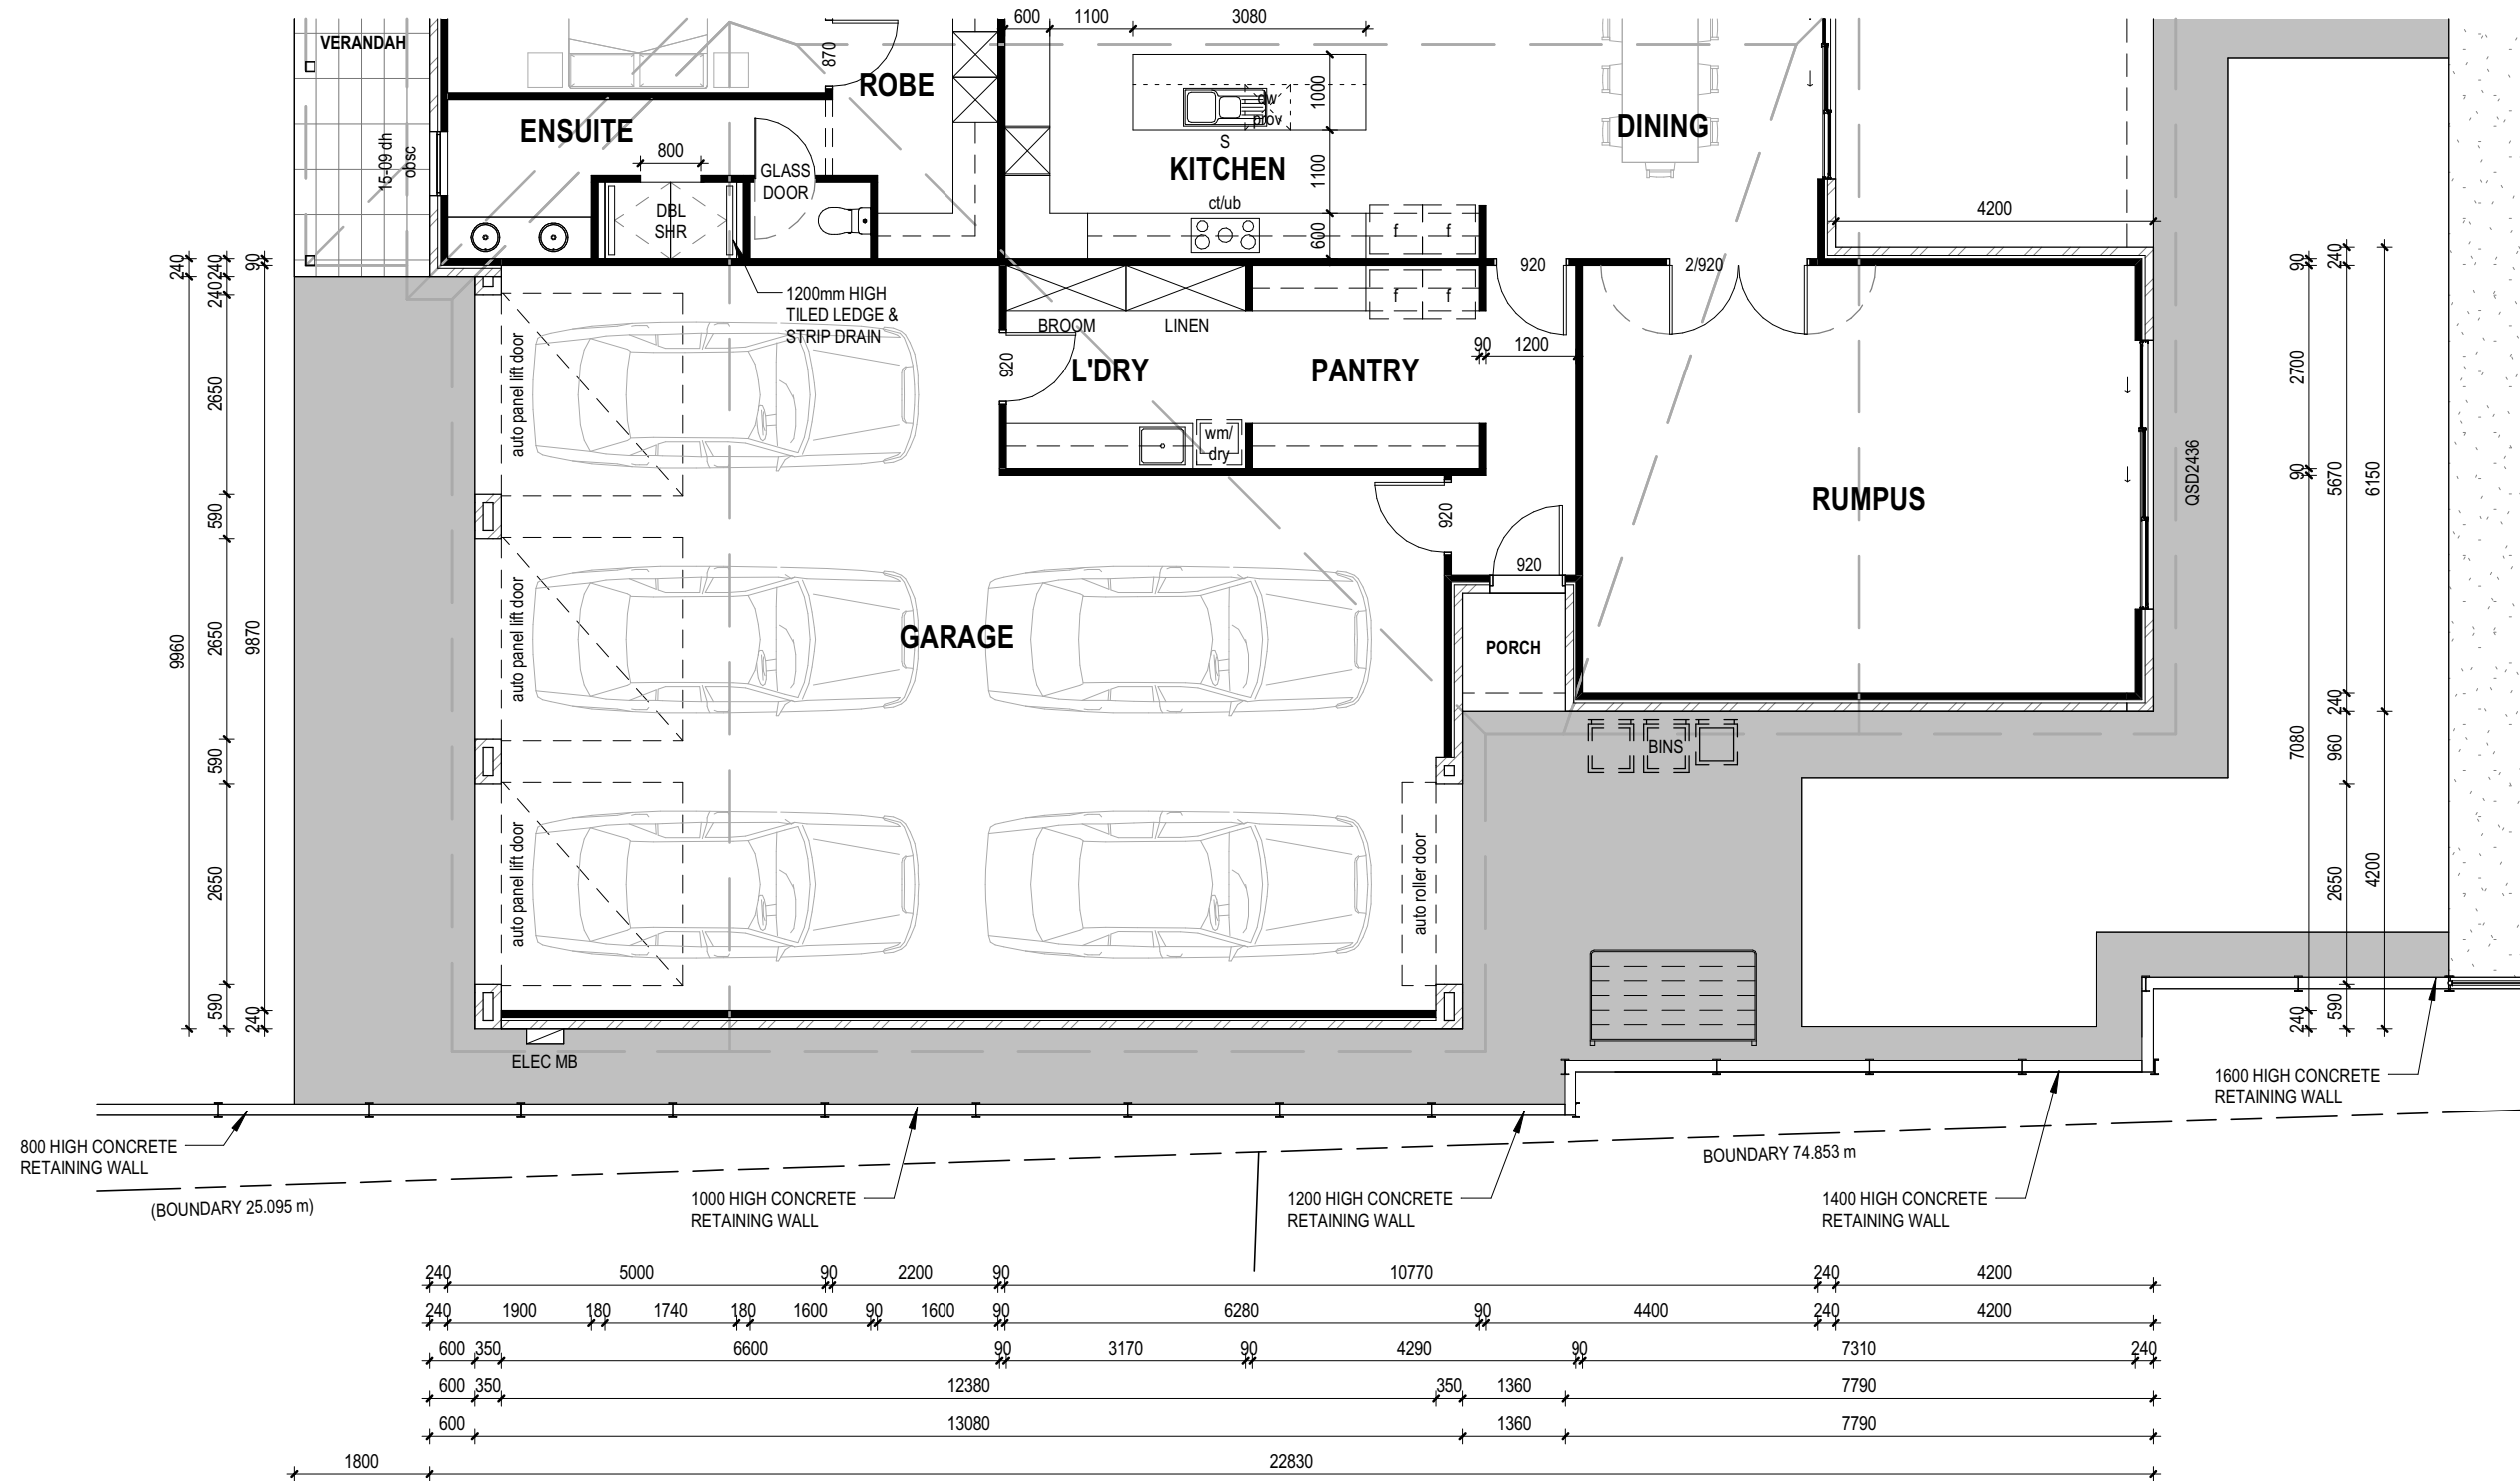 600 1100 3080
VERANDAH
870
ROBE
1000
dw
prov
ENSUITE
DINING
15-09 dh
obsc
800
S
KITCHEN
1100
GLASS
DOOR
DBL
SHR
ct/ub
600
f f
4200
240
240
240
90
920
2/920
90
240
1200mm HIGH
TILED LEDGE &
STRIP DRAIN
f f
BROOM
LINEN
auto panel lift door
2650
920
L'DRY
PANTRY
90 1200
2700
wm/
dry
QSD2436
90
5670
6150
RUMPUS
590
920
920
auto panel lift door
9960
2650
9870
GARAGE
PORCH
240
BINS
590
7080
960
auto panel lift door
2650
auto roller door
2650
4200
590
240
240
590
ELEC MB
1600 HIGH CONCRETE
RETAINING WALL
800 HIGH CONCRETE
RETAINING WALL
BOUNDARY 74.853 m
(BOUNDARY 25.095 m)
1000 HIGH CONCRETE
RETAINING WALL
1200 HIGH CONCRETE
RETAINING WALL
1400 HIGH CONCRETE
RETAINING WALL
240 5000 90 2200 90 10770 240 4200
240 1900 180 1740 180 1600 90 1600 90 6280 90 4400 240 4200
600 350 6600 90 3170 90 4290 90 7310 240
600 350 12380 350 1360 7790
600 13080 1360 7790
1800 22830